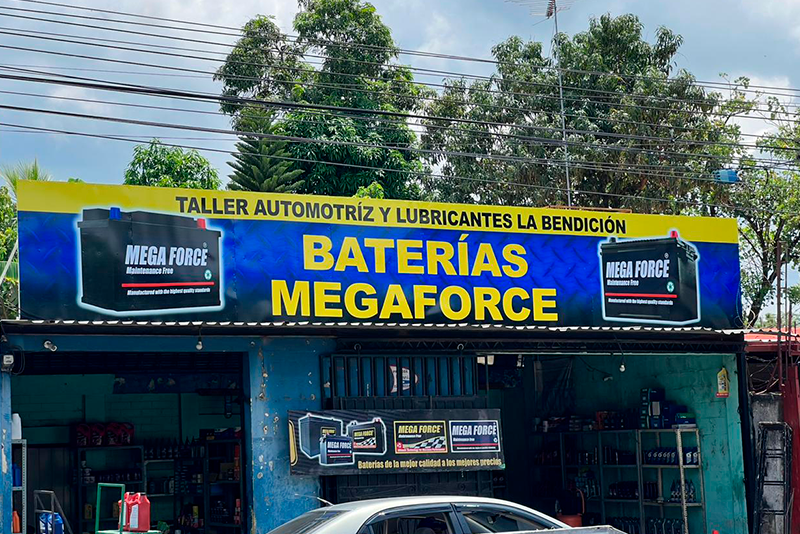 TALLER AUTOMOTRÍZ Y LUBRICANTES LA BENDICIÓN
BATERÍAS
MEGAFORCE
MEGA FORCE
Maintenance Free
Manufactured with the highest quality standards
MEGA FORCE
Maintenance Free
Manufactured with the highest quality standards
MEGA FORCE
MEGA FORCE
MEGA FORCE
Baterías de la mejor calidad a los mejores precios